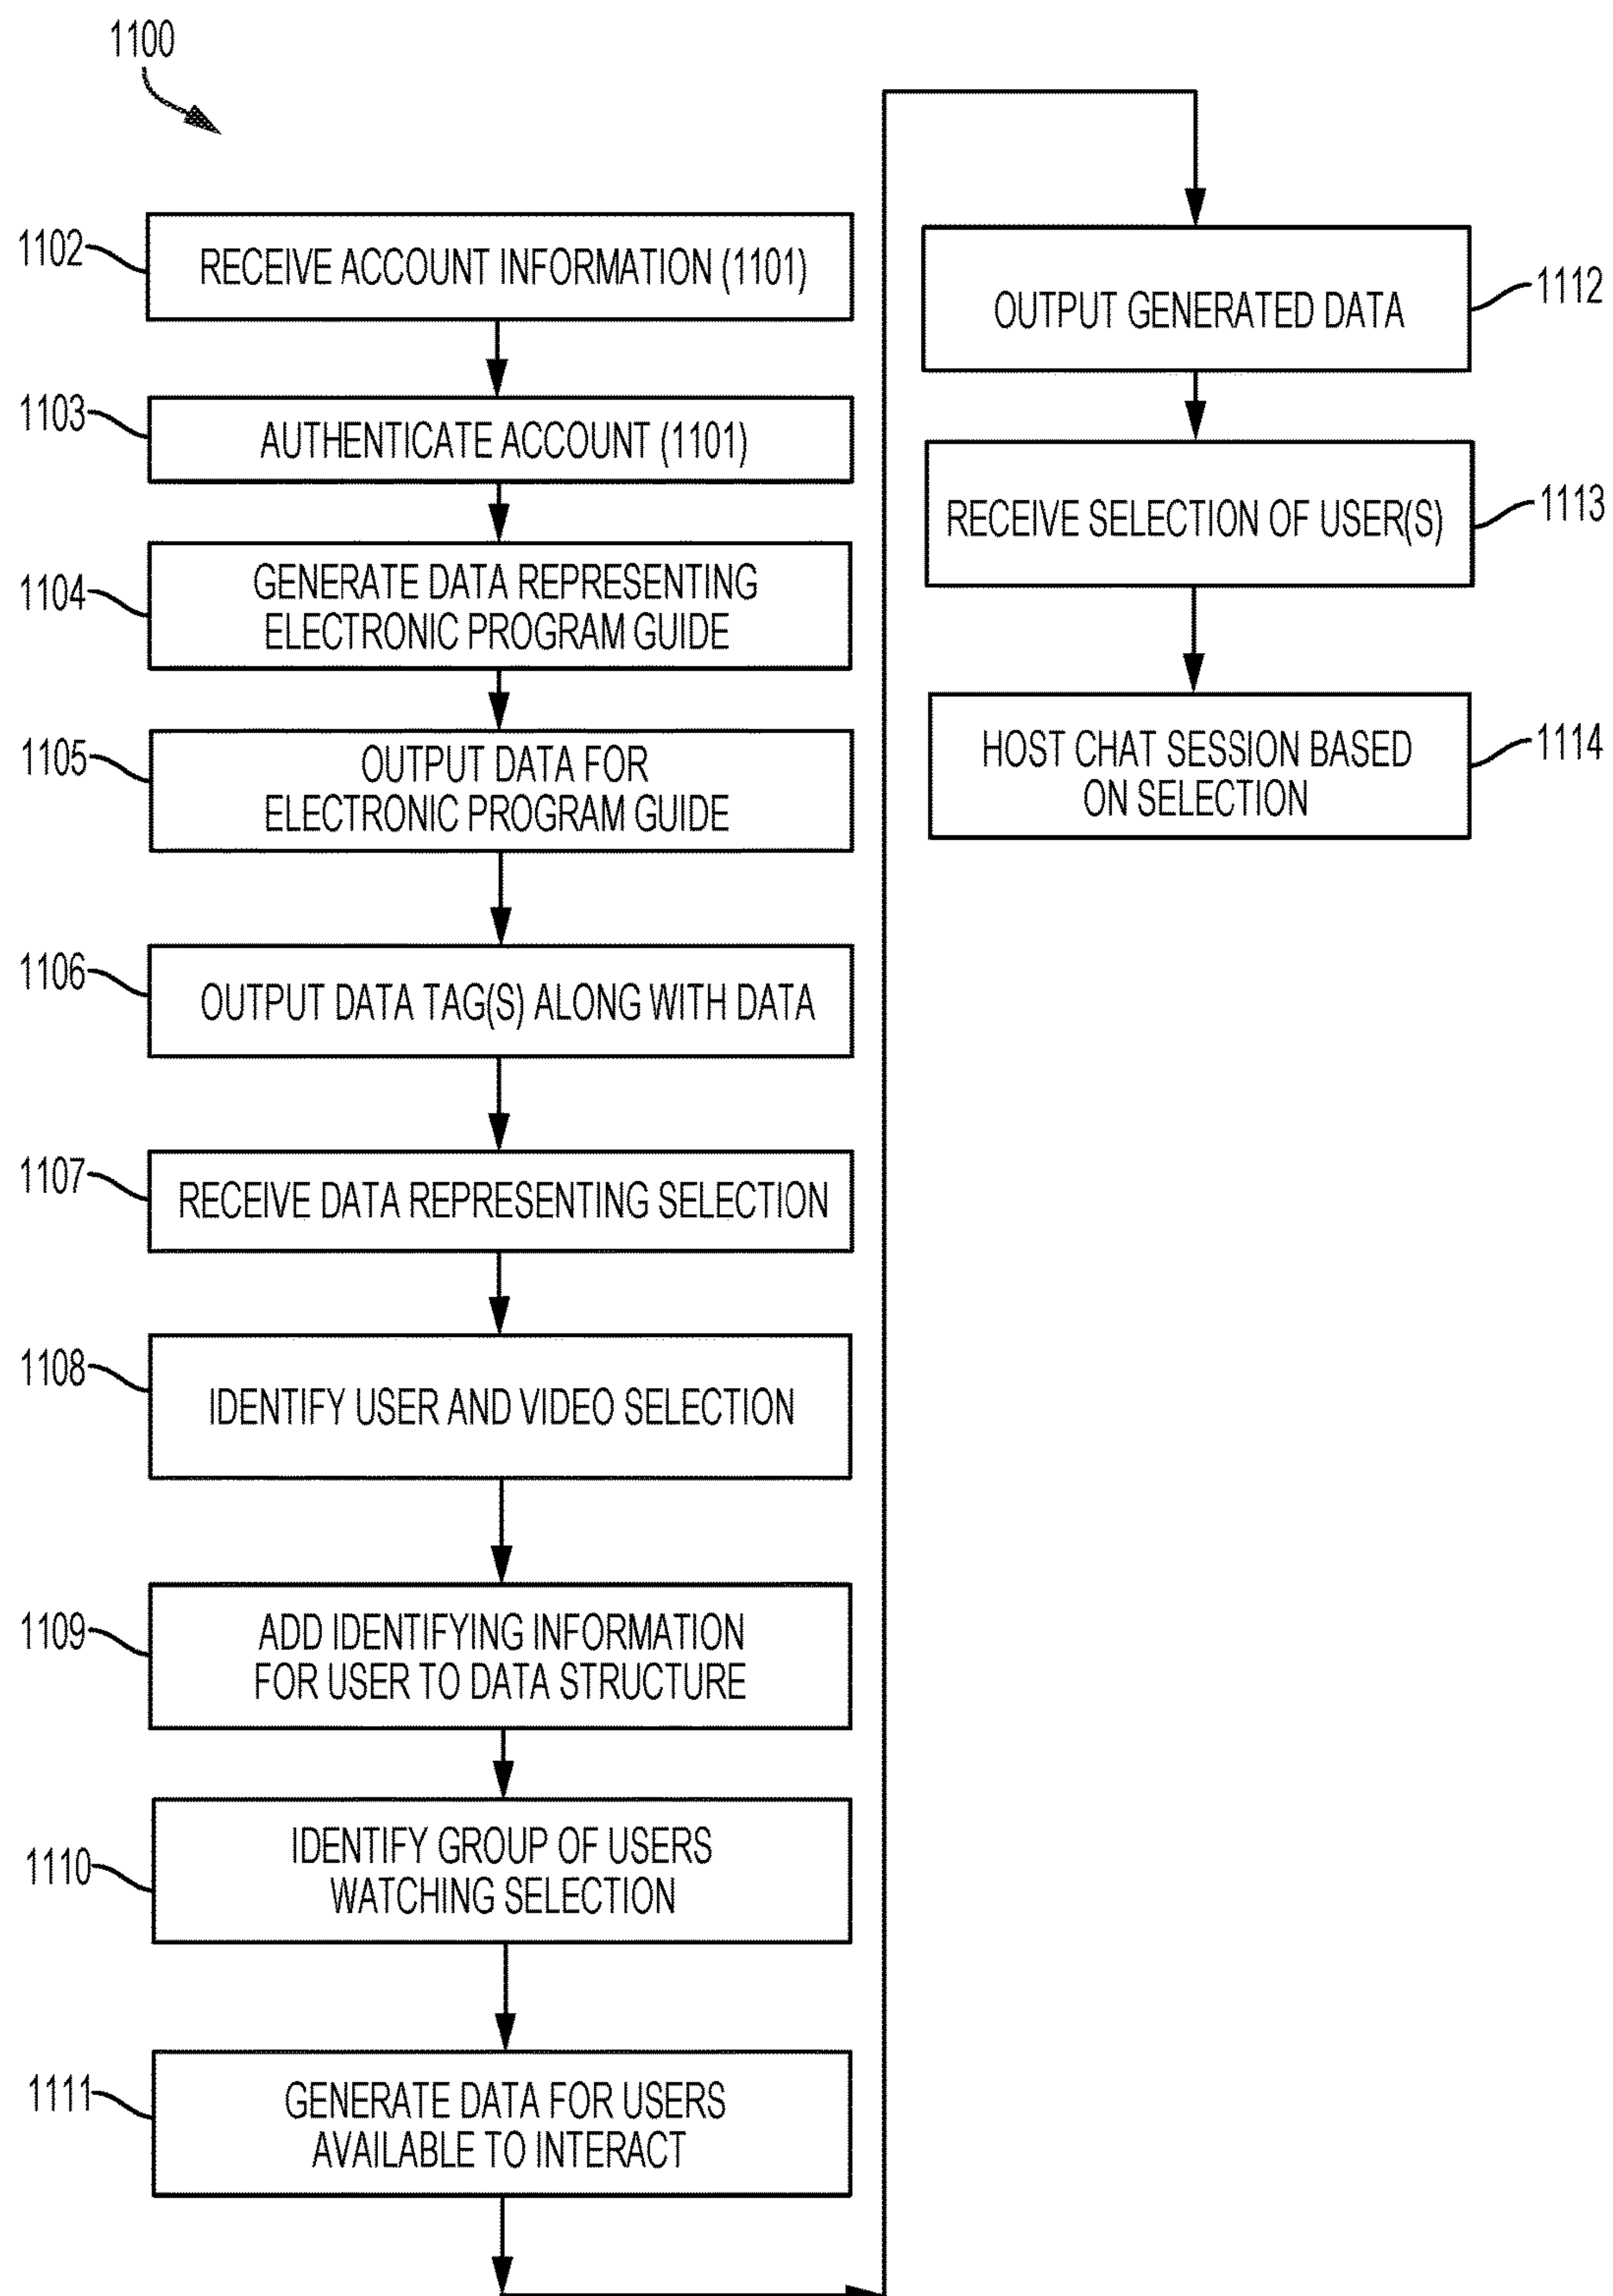 1100
1102
RECEIVE ACCOUNT INFORMATION (1101)
1103
AUTHENTICATE ACCOUNT (1101)
1104
GENERATE DATA REPRESENTING
ELECTRONIC PROGRAM GUIDE
1105
OUTPUT DATA FOR
ELECTRONIC PROGRAM GUIDE
1106
OUTPUT DATA TAG(S) ALONG WITH DATA
1107
RECEIVE DATA REPRESENTING SELECTION
1108
IDENTIFY USER AND VIDEO SELECTION
1109
ADD IDENTIFYING INFORMATION
FOR USER TO DATA STRUCTURE
1110
IDENTIFY GROUP OF USERS
WATCHING SELECTION
1111
GENERATE DATA FOR USERS
AVAILABLE TO INTERACT
OUTPUT GENERATED DATA
1112
RECEIVE SELECTION OF USER(S)
1113
HOST CHAT SESSION BASED
ON SELECTION
1114